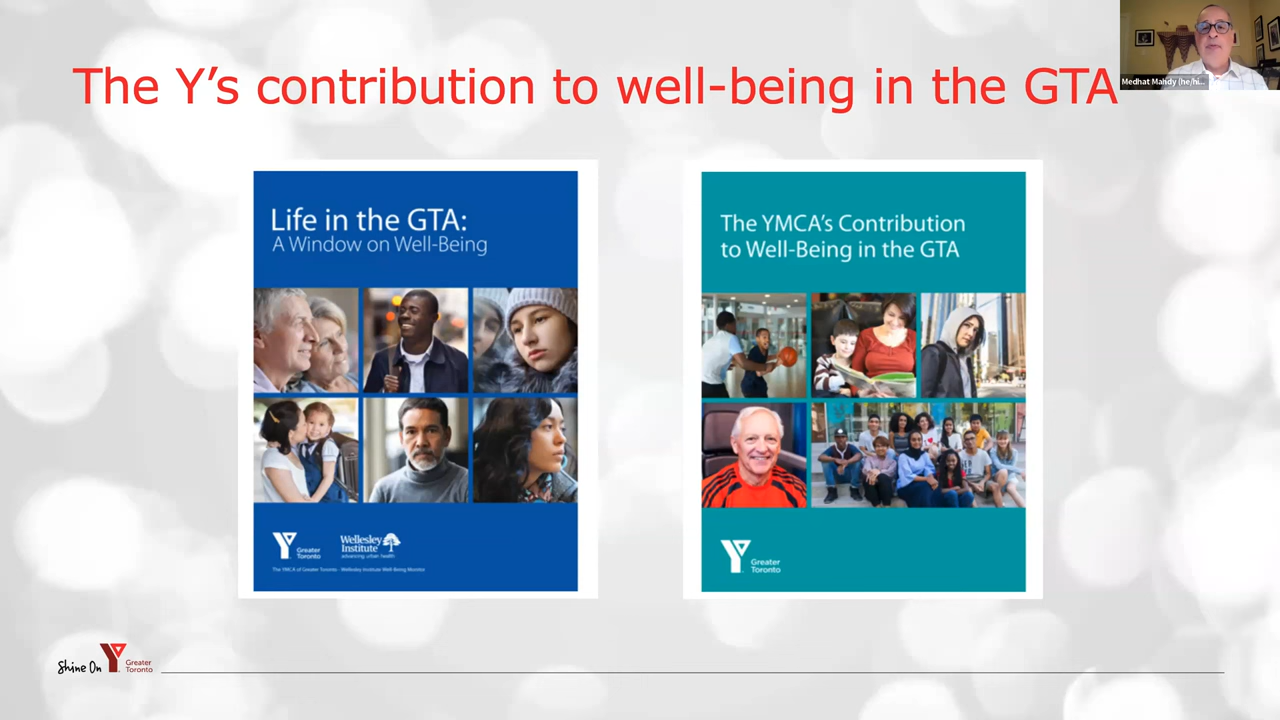 The Y’s contribution to well-being in the GTA
Medhat Mahdy (he/hi...
Life in the GTA:
A Window on Well-Being
Greater
Toronto
Wellesley
Institute
advancing urban health
The YMCA of Greater Toronto - Wellesley Institute Well-Being Monitor
The YMCA’s Contribution
to Well-Being in the GTA
Greater
Toronto
Shine On
Greater
Toronto